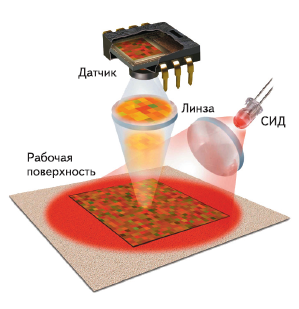 Датчик
Линза
СИД
Рабочая
поверхность